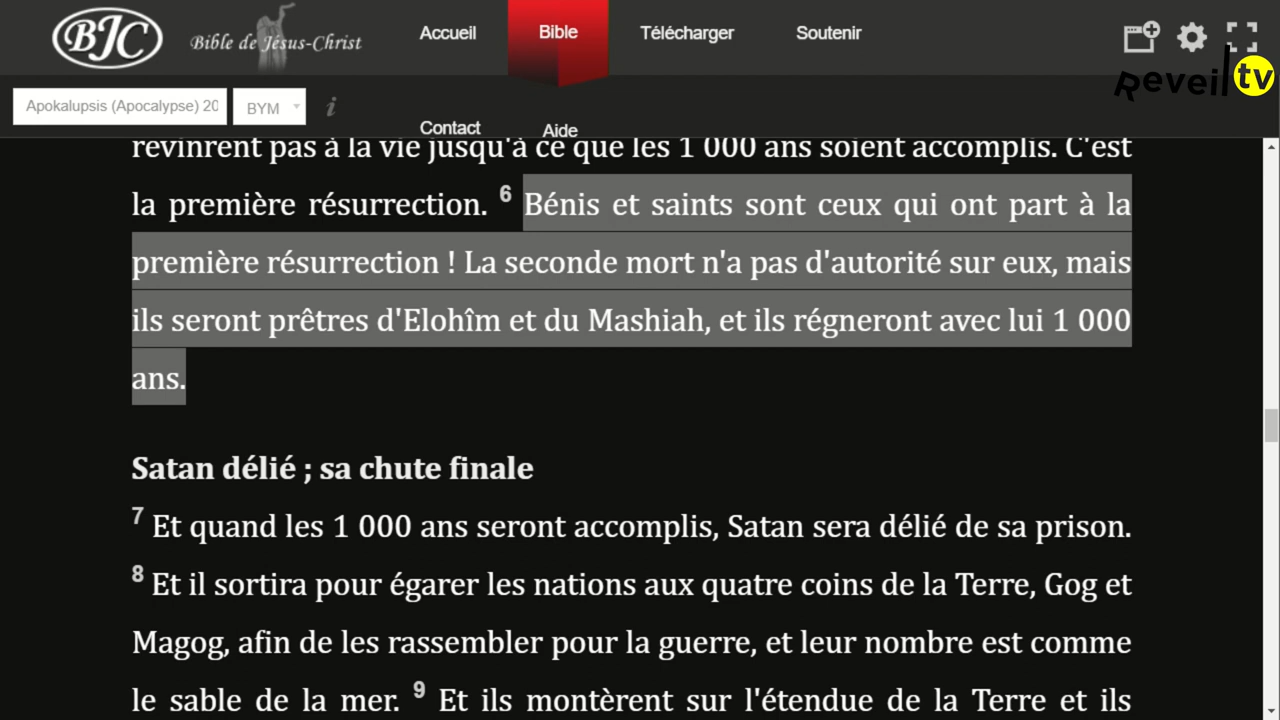 BJC
Bible de Jésus-Christ
Accueil
Bible
Télécharger
Soutenir
Reveil tv
Apokalupsis (Apocalypse) 20
BYM
i
Contact
Aide
revinrent pas à la vie jusqu'à ce que les 1 000 ans soient accomplis. C'est
la première résurrection. 6 Bénis et saints sont ceux qui ont part à la
première résurrection ! La seconde mort n'a pas d'autorité sur eux, mais
ils seront prêtres d'Elohîm et du Mashiah, et ils régneront avec lui 1 000
ans.
Satan délié ; sa chute finale
7 Et quand les 1 000 ans seront accomplis, Satan sera délié de sa prison.
8 Et il sortira pour égarer les nations aux quatre coins de la Terre, Gog et
Magog, afin de les rassembler pour la guerre, et leur nombre est comme
le sable de la mer. 9 Et ils montèrent sur l'étendue de la Terre et ils